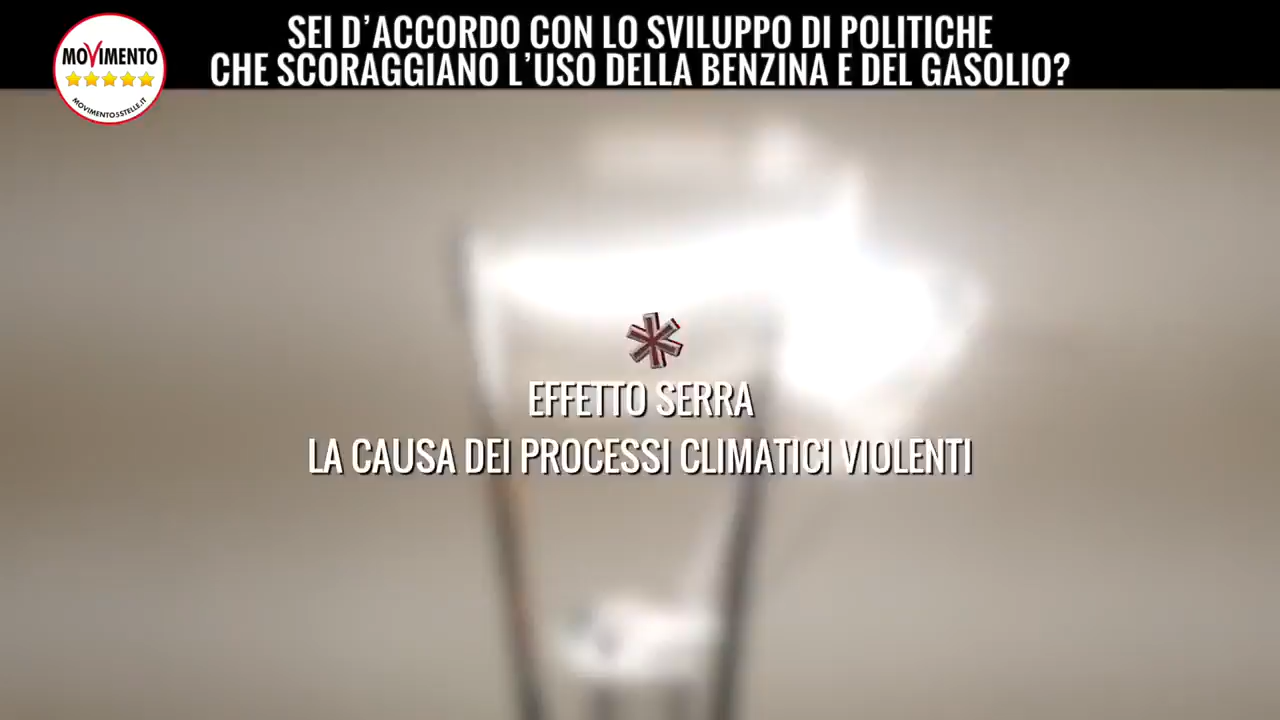 SEI D’ACCORDO CON LO SVILUPPO DI POLITICHE
CHE SCORAGGIANO L’USO DELLA BENZINA E DEL GASOLIO?
MOVIMENTO
MOVIMENTO5STELLE.IT
*
EFFETTO SERRA
LA CAUSA DEI PROCESSI CLIMATICI VIOLENTI